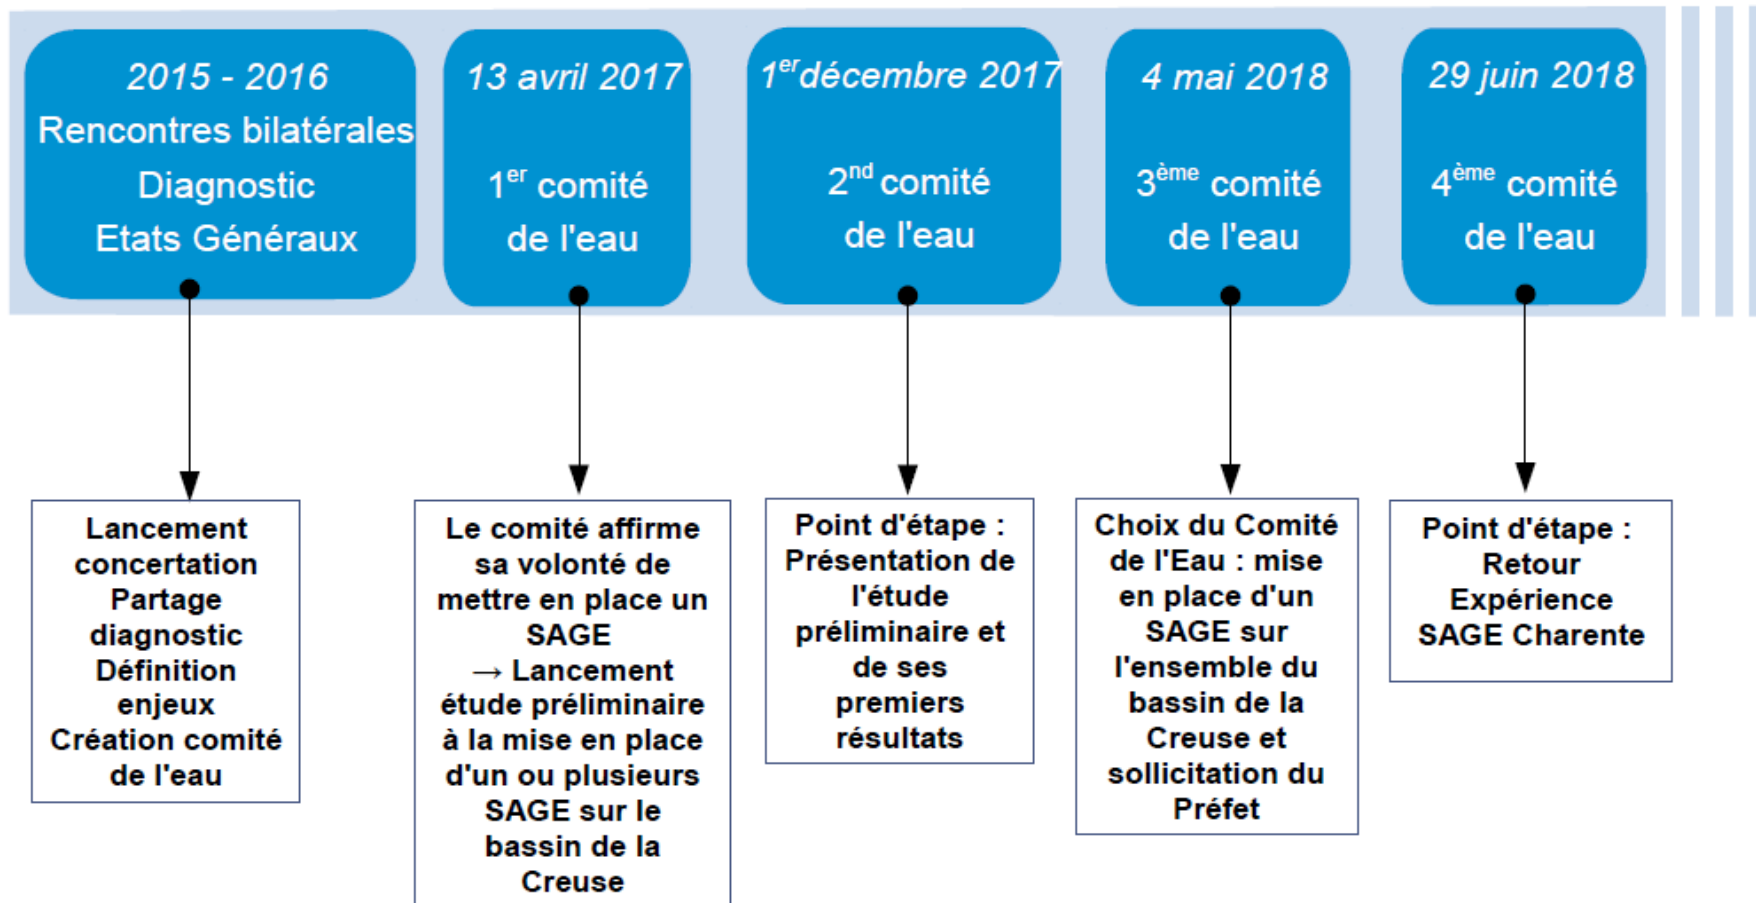 2015 - 2016
Rencontres bilatérales
Diagnostic
Etats Généraux
13 avril 2017
1er comité
de l'eau
1er décembre 2017
2nd comité
de l'eau
4 mai 2018
3ème comité
de l'eau
29 juin 2018
4ème comité
de l'eau
Lancement
concertation
Partage
diagnostic
Définition
enjeux
Création comité
de l'eau
Le comité affirme
sa volonté de
mettre en place un
SAGE
→ Lancement
étude préliminaire
à la mise en place
d'un ou plusieurs
SAGE sur le
bassin de la
Creuse
Point d'étape :
Présentation de
l'étude
préliminaire et
de ses
premiers
résultats
Choix du Comité
de l'Eau : mise
en place d'un
SAGE sur
l'ensemble du
bassin de la
Creuse et
sollicitation du
Préfet
Point d'étape :
Retour
Expérience
SAGE Charente